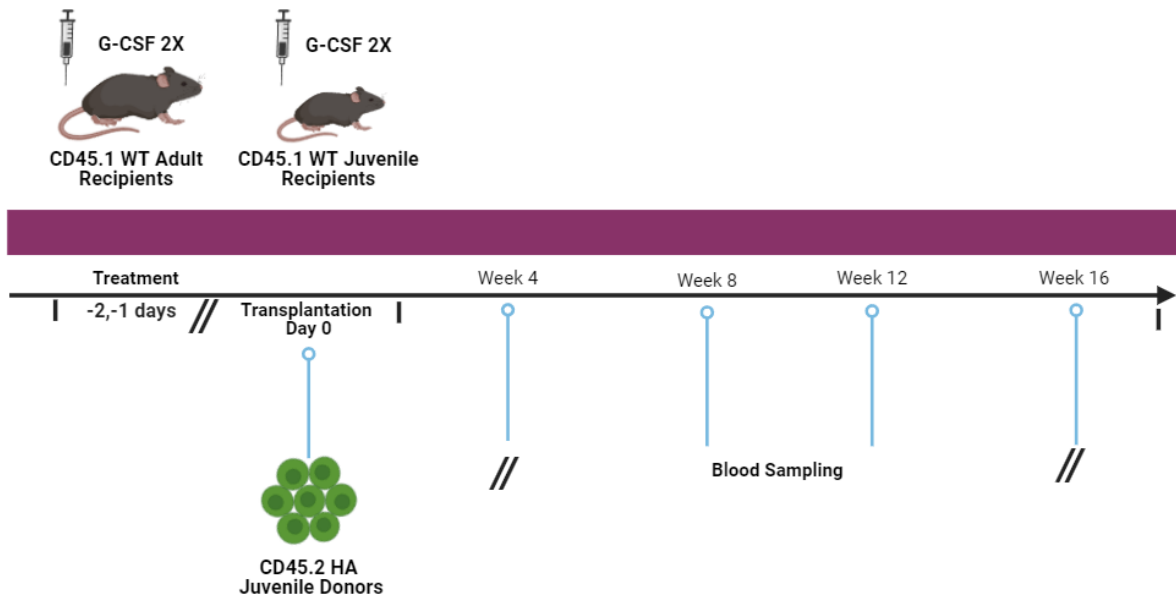 G-CSF 2X
G-CSF 2X
CD45.1 WT Adult
Recipients
CD45.1 WT Juvenile
Recipients
Treatment
Week 4
Week 8
Week 12
Week 16
-2,-1 days
Transplantation
Day 0
Blood Sampling
CD45.2 HA
Juvenile Donors